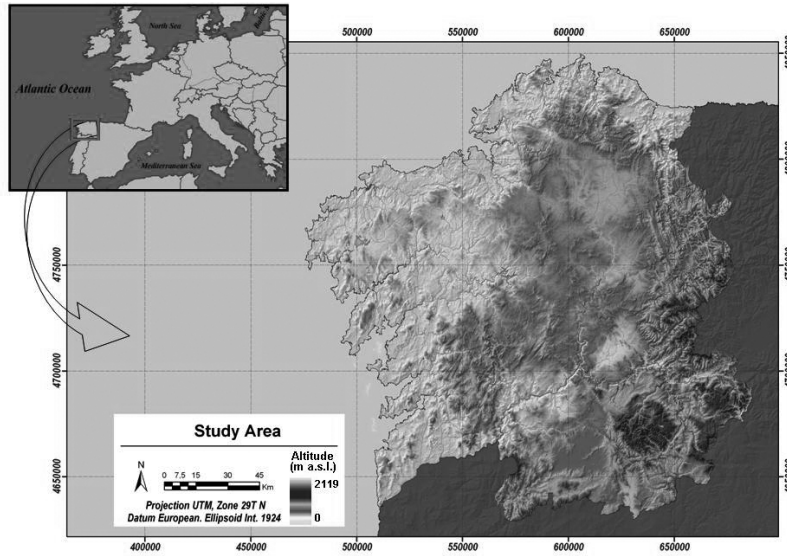 North Sea
Baltic
Atlantic Ocean
Mediterranean Sea
500000 550000 600000 650000
4750000
4700000
4650000
4750000
Study Area
N
0 7,5 15 30 45
Km
Projection UTM, Zone 29T N
Datum European. Ellipsoid Int. 1924
Altitude
(m a.s.l.)
2119
0
400000 450000 500000 550000 600000 650000